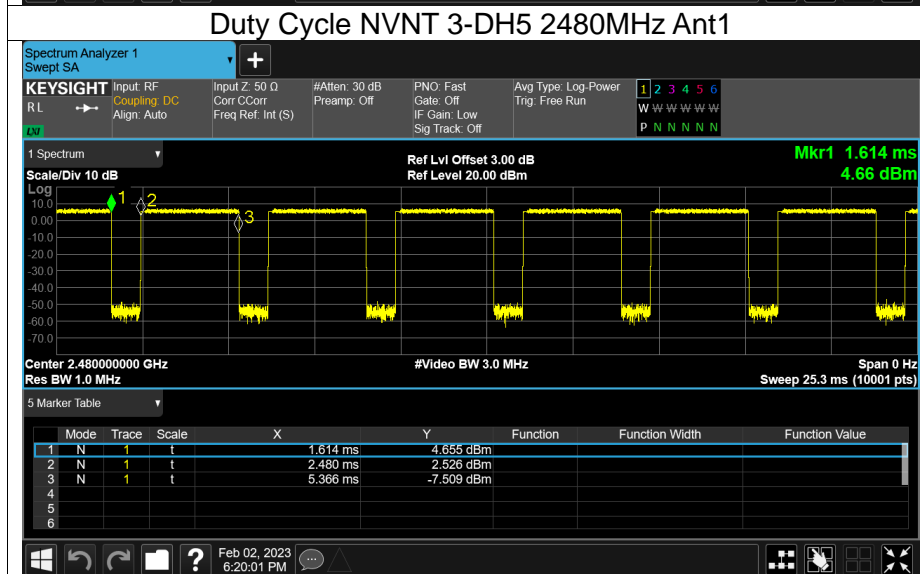 Duty Cycle NVNT 3-DH5 2480MHz Ant1
Spectrum Analyzer 1
Swept SA
+
KEYSIGHT Input: RF Input Z: 50 Ω #Atten: 30 dB PNO: Fast Avg Type: Log-Power 1 2 3 4 5 6
R L Coupling: DC Corr CCorr Preamp: Off Gate: Off Trig: Free Run W W W W W W
Align: Auto Freq Ref: Int (S) IF Gain: Low
LXI Sig Track: Off P N N N N N
1 Spectrum Ref Lvl Offset 3.00 dB Mkr1 1.614 ms
Scale/Div 10 dB Ref Level 20.00 dBm 4.66 dBm
Log
10.0
0.00
-10.0
-20.0
-30.0
-40.0
-50.0
-60.0
-70.0
1 2 3
Center 2.480000000 GHz #Video BW 3.0 MHz Span 0 Hz
Res BW 1.0 MHz Sweep 25.3 ms (10001 pts)
5 Marker Table
Mode Trace Scale X Y Function Function Width Function Value
1 N 1 t 1.614 ms 4.655 dBm
2 N 1 t 2.480 ms 2.526 dBm
3 N 1 t 5.366 ms -7.509 dBm
4
5
6
? Feb 02, 2023
6:20:01 PM